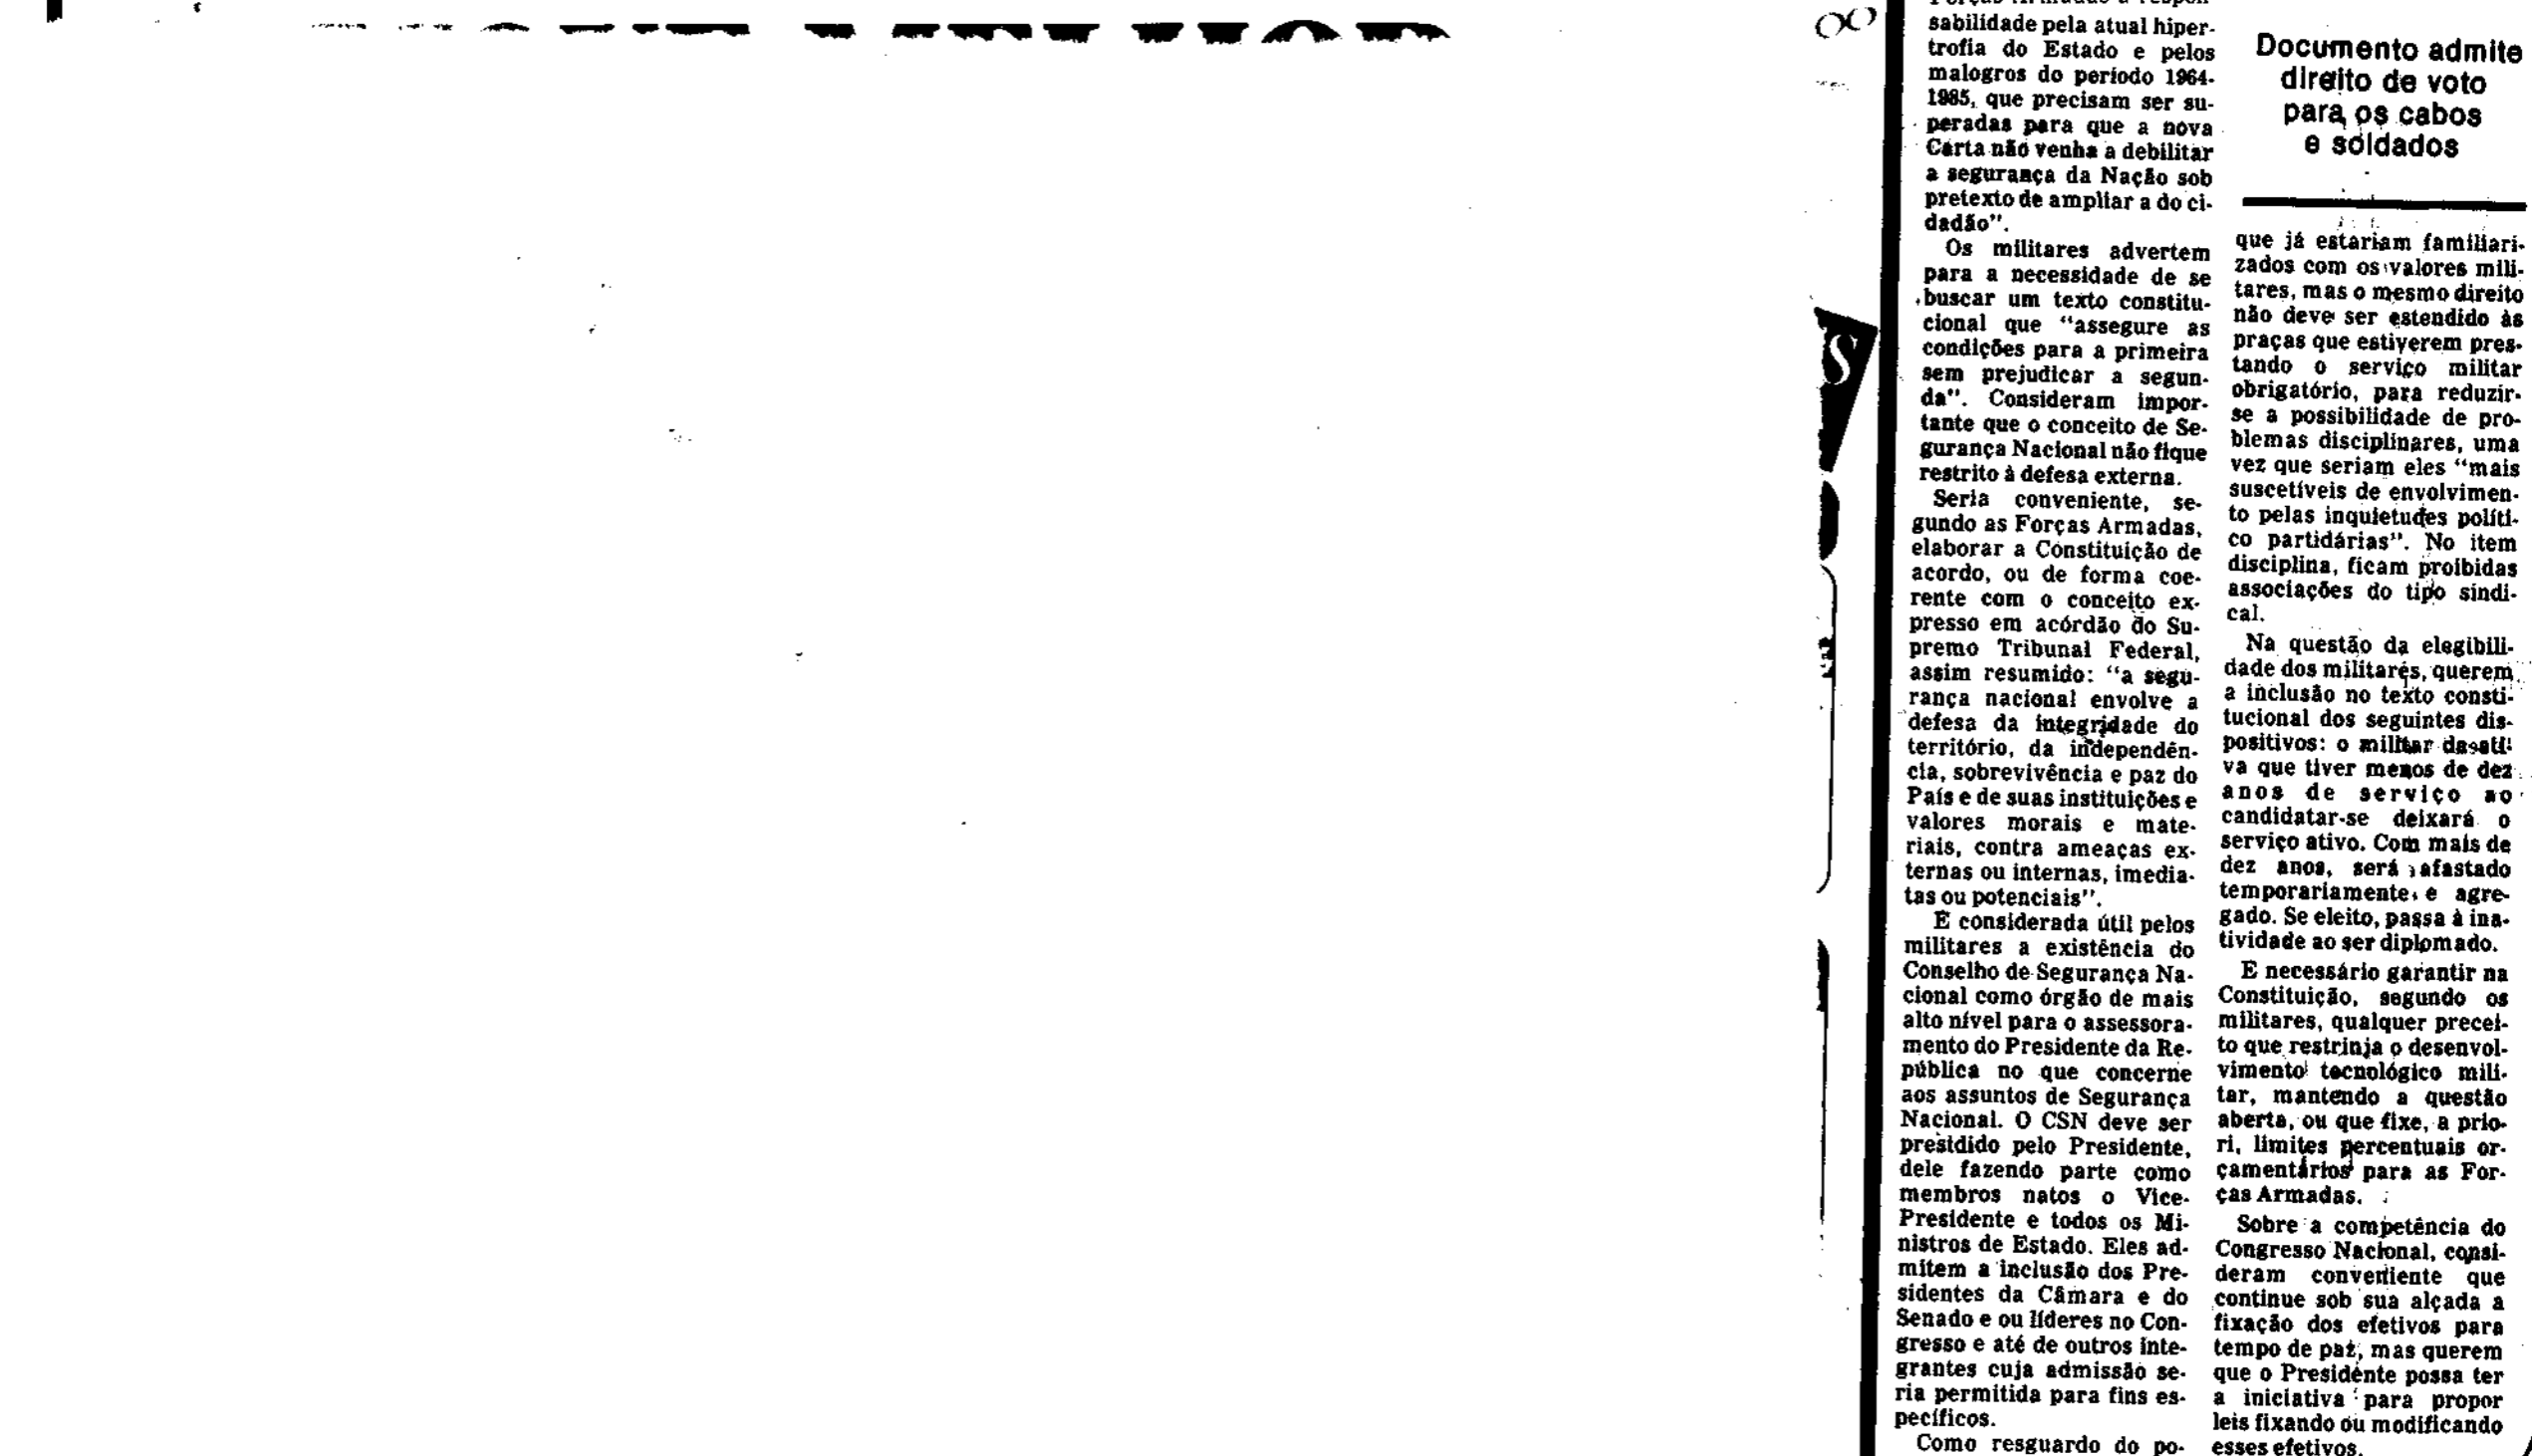 sabilidade pela atual hiper-
trofia do Estado e pelos
malogros do período 1964-
1985, que precisam ser su-
peradas para que a nova
Carta não venha a debilitar
a segurança da Nação sob
pretexto de ampliar a do ci-
dadão".
Os militares advertem
para a necessidade de se
buscar um texto constitu-
cional que "assegure as
condições para a primeira
sem prejudicar a segun-
da". Consideram impor-
tante que o conceito de Se-
gurança Nacional não fique
restrito à defesa externa.
Seria conveniente, se-
gundo as Forças Armadas,
elaborar a Constituição de
acordo, ou de forma coe-
rente com o conceito ex-
presso em acórdão do Su-
premo Tribunal Federal,
assim resumido: "a segu-
rança nacional envolve a
defesa da integridade do
território, da independên-
cia, sobrevivência e paz do
País e de suas instituições e
valores morais e mate-
riais, contra ameaças ex-
ternas ou internas, imedia-
tas ou potenciais".
E considerada útil pelos
militares a existência do
Conselho de Segurança Na-
cional como órgão de mais
alto nível para o assessora-
mento do Presidente da Re-
pública no que concerne
aos assuntos de Segurança
Nacional. O CSN deve ser
presidido pelo Presidente,
dele fazendo parte como
membros natos o Vice-
Presidente e todos os Mi-
nistros de Estado. Eles ad-
mitem a inclusão dos Pre-
sidentes da Câmara e do
Senado e ou líderes no Con-
gresso e até de outros inte-
grantes cuja admissão se-
ria permitida para fins es-
pecíficos.
Como resguardo do po-
Documento admite
direito de voto
para os cabos
e soldados
que já estariam familiari-
zados com os valores mili-
tares, mas o mesmo direito
não deve ser estendido às
praças que estiverem pres-
tando o serviço militar
obrigatório, para reduzir-
se a possibilidade de pro-
blemas disciplinares, uma
vez que seriam eles "mais
suscetíveis de envolvimen-
to pelas inquietudes políti-
co partidárias". No item
disciplina, ficam proibidas
associações do tipo sindi-
cal.
Na questão da elegibili-
dade dos militares, querem
a inclusão no texto consti-
tucional dos seguintes dis-
positivos: o militar da ati-
va que tiver menos de dez
anos de serviço ao
candidatar-se deixará o
serviço ativo. Com mais de
dez anos, será afastado
temporariamente e agre-
gado. Se eleito, passa à ina-
tividade ao ser diplomado.
E necessário garantir na
Constituição, segundo os
militares, qualquer precei-
to que restrinja o desenvol-
vimento tecnológico mili-
tar, mantendo a questão
aberta, ou que fixe, a prio-
ri, limites percentuais or-
çamentários para as For-
ças Armadas.
Sobre a competência do
Congresso Nacional, consi-
deram conveniente que
continue sob sua alçada a
fixação dos efetivos para
tempo de paz, mas querem
que o Presidente possa ter
a iniciativa para propor
leis fixando ou modificando
esses efetivos.